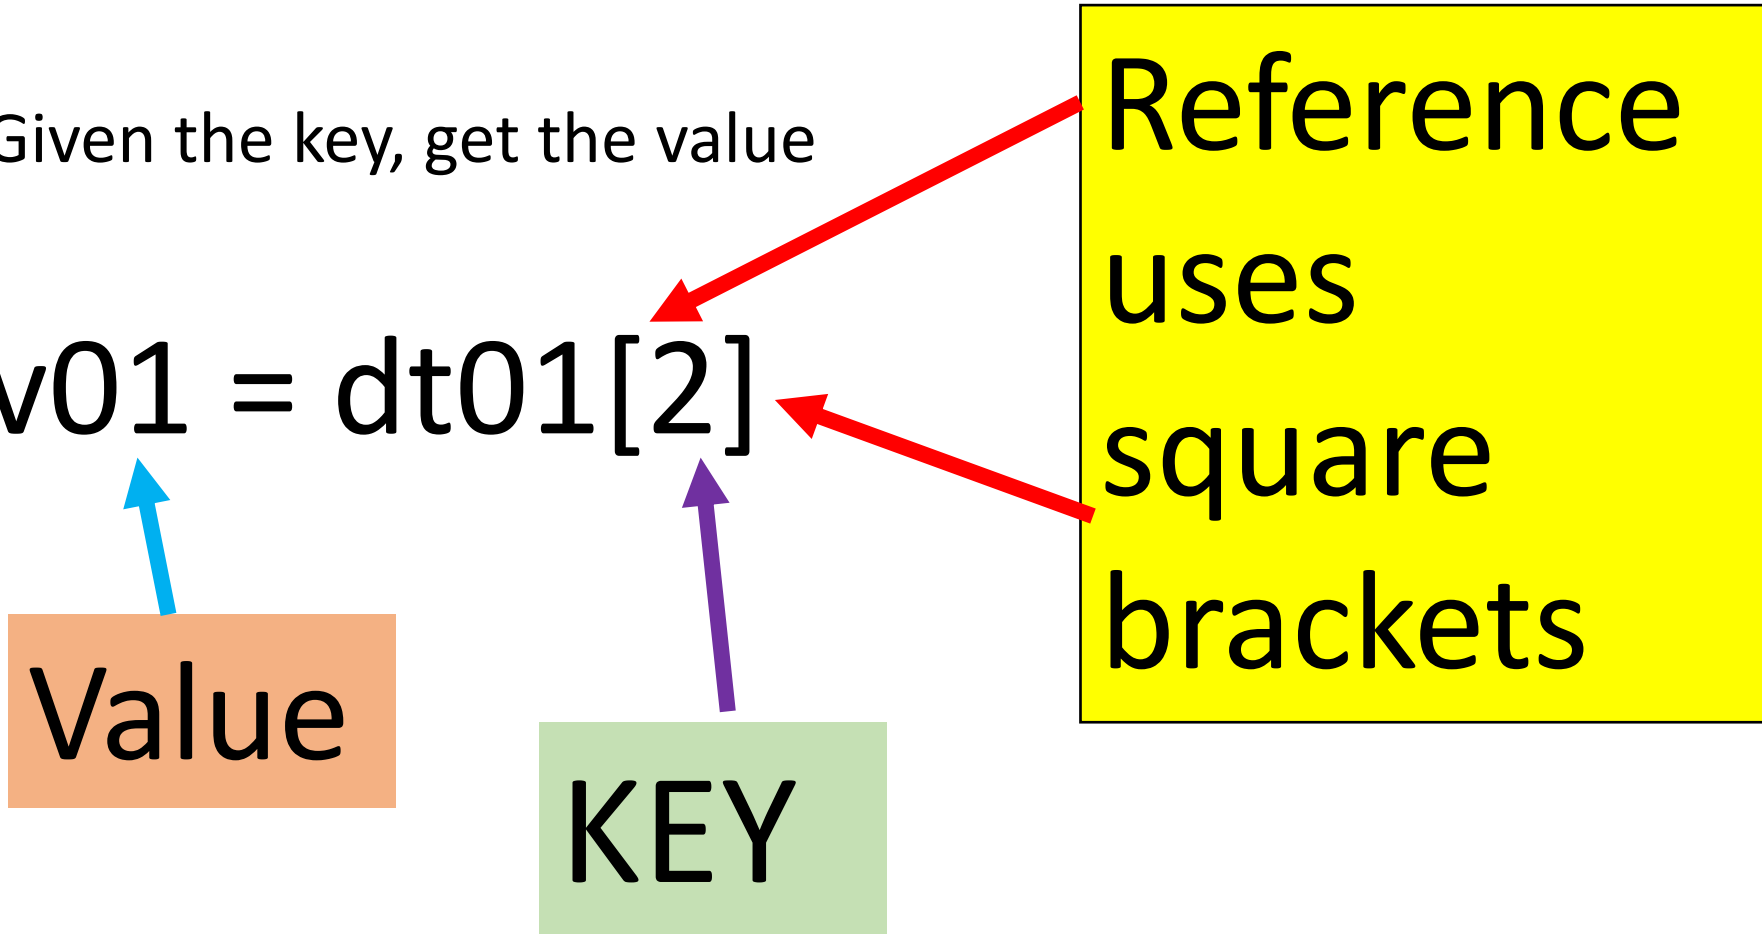 Given the key, get the value
v01 = dt01[2]
Value
KEY
Reference
uses
square
brackets